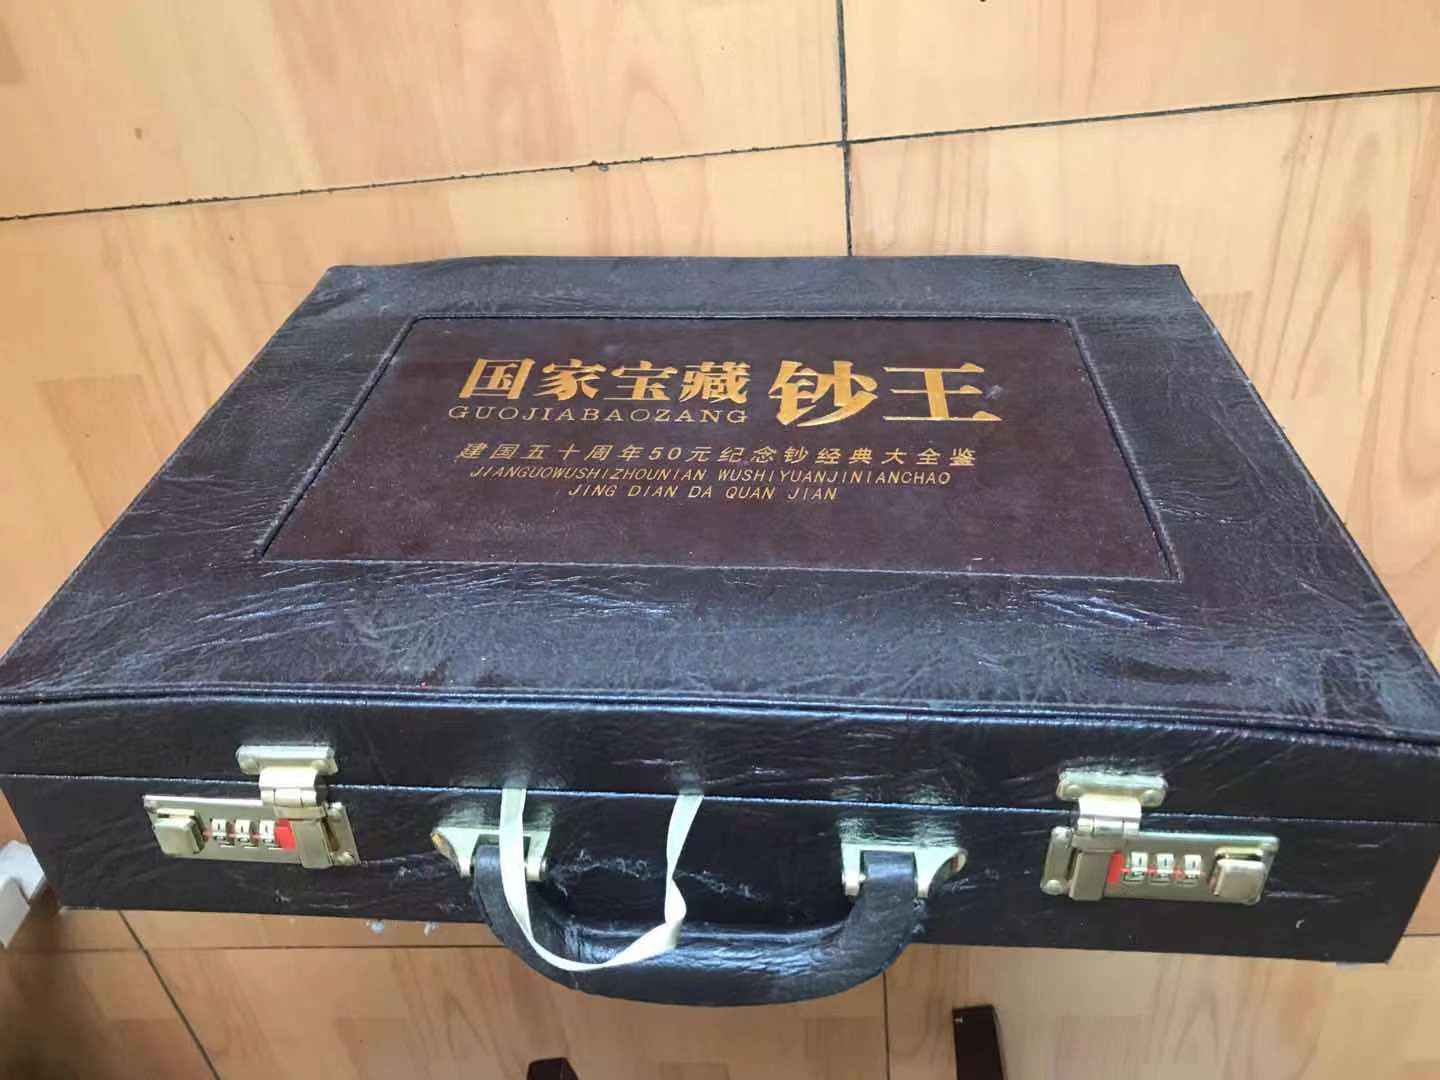 国家宝藏 钞王
GUOJIABAOZANG
建国五十周年50元纪念钞经典大全鉴
JIANGUOWUSHIZHOUNIAN WUSHIYUANJINIANCHAO
JING DIAN DA QUAN JIAN